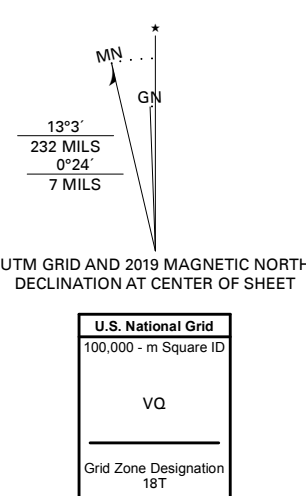 ★
MN
GN
13°3´
232 MILS
0°24´
7 MILS
UTM GRID AND 2019 MAGNETIC NORTH
DECLINATION AT CENTER OF SHEET
U.S. National Grid
100,000 - m Square ID
VQ
Grid Zone Designation
18T